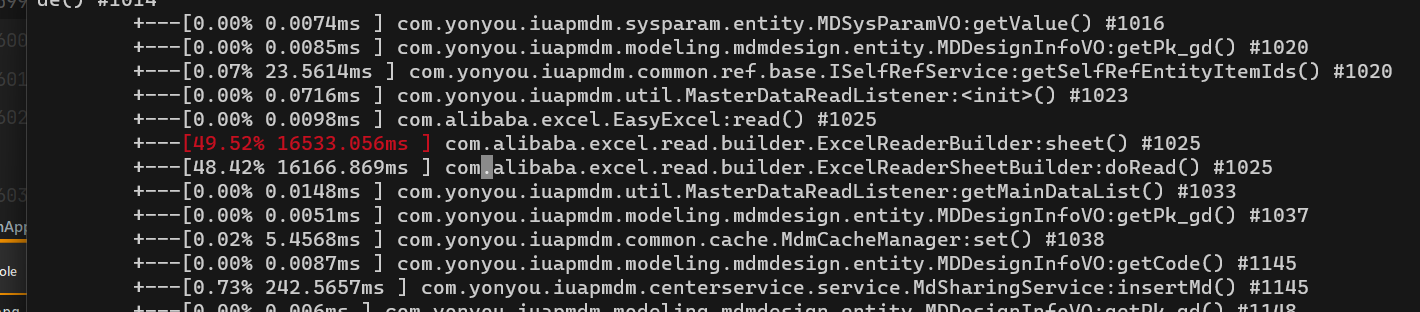 de() #1014
+---[0.00% 0.0074ms ] com.yonyou.iuapmdm.sysparam.entity.MDSysParamVO:getValue() #1016
600
+---[0.00% 0.0085ms ] com.yonyou.iuapmdm.modeling.mdmdesign.entity.MDDesignInfoVO:getPk_gd() #1020
601
+---[0.07% 23.5614ms ] com.yonyou.iuapmdm.common.ref.base.ISelfRefService:getSelfRefEntityItemIds() #1020
+---[0.00% 0.0716ms ] com.yonyou.iuapmdm.util.MasterDataReadListener:<init>() #1023
602
+---[0.00% 0.0098ms ] com.alibaba.excel.EasyExcel:read() #1025
+---[49.52% 16533.056ms ] com.alibaba.excel.read.builder.ExcelReaderBuilder:sheet() #1025
+---[48.42% 16166.869ms ] com.alibaba.excel.read.builder.ExcelReaderSheetBuilder:doRead() #1025
603
+---[0.00% 0.0148ms ] com.yonyou.iuapmdm.util.MasterDataReadListener:getMainDataList() #1033
+---[0.00% 0.0051ms ] com.yonyou.iuapmdm.modeling.mdmdesign.entity.MDDesignInfoVO:getPk_gd() #1037
nApp
+---[0.02% 5.4568ms ] com.yonyou.iuapmdm.common.cache.MdmCacheManager:set() #1038
ole
+---[0.00% 0.0087ms ] com.yonyou.iuapmdm.modeling.mdmdesign.entity.MDDesignInfoVO:getCode() #1145
+---[0.73% 242.5657ms ] com.yonyou.iuapmdm.centerservice.service.MdSharingService:insertMd() #1145
+---[0.00% 0.006ms ] com.yonyou.iuapmdm.modeling.mdmdesign.entity.MDDesignInfoVO:getPk_gd() #1148